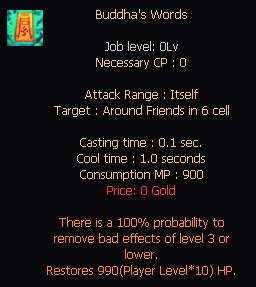 Buddha's Words
Job level: 0Lv
Necessary CP : 0
Attack Range : Itself
Target : Around Friends in 6 cell
Casting time : 0.1 sec.
Cool time : 1.0 seconds
Consumption MP : 900
Price: 0 Gold
There is a 100% probability to
remove bad effects of level 3 or
lower.
Restores 990(Player Level*10) HP.